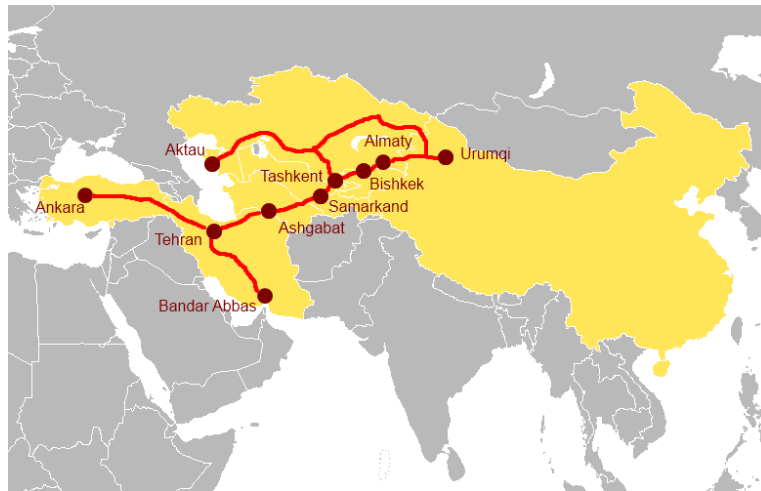 Almaty
Aktau
Urumqi
Tashkent
Bishkek
Ankara
Samarkand
Ashgabat
Tehran
Bandar Abbas